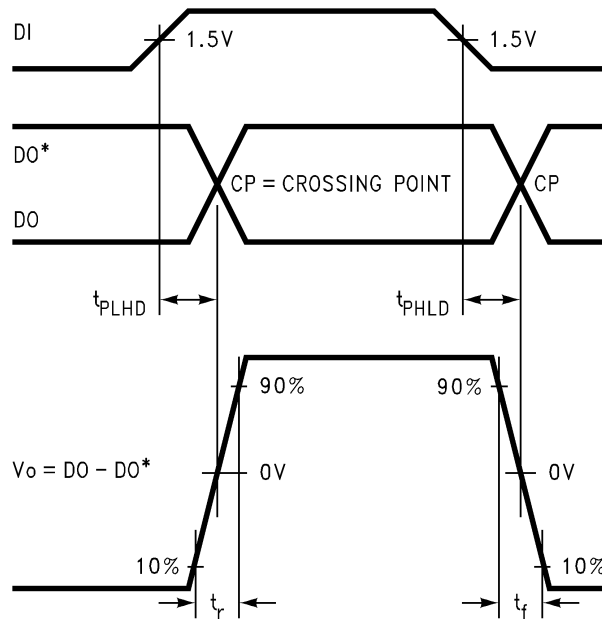 DI
1.5V 1.5V
DO*
CP = CROSSING POINT CP
DO
tPLHD tPHLD
90% 90%
Vo = DO - DO* 0V 0V
10% 10%
tr tf